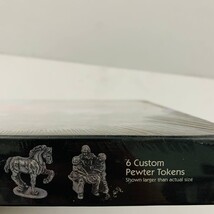 6 Custom
Pewter Tokens
Shown larger than actual size